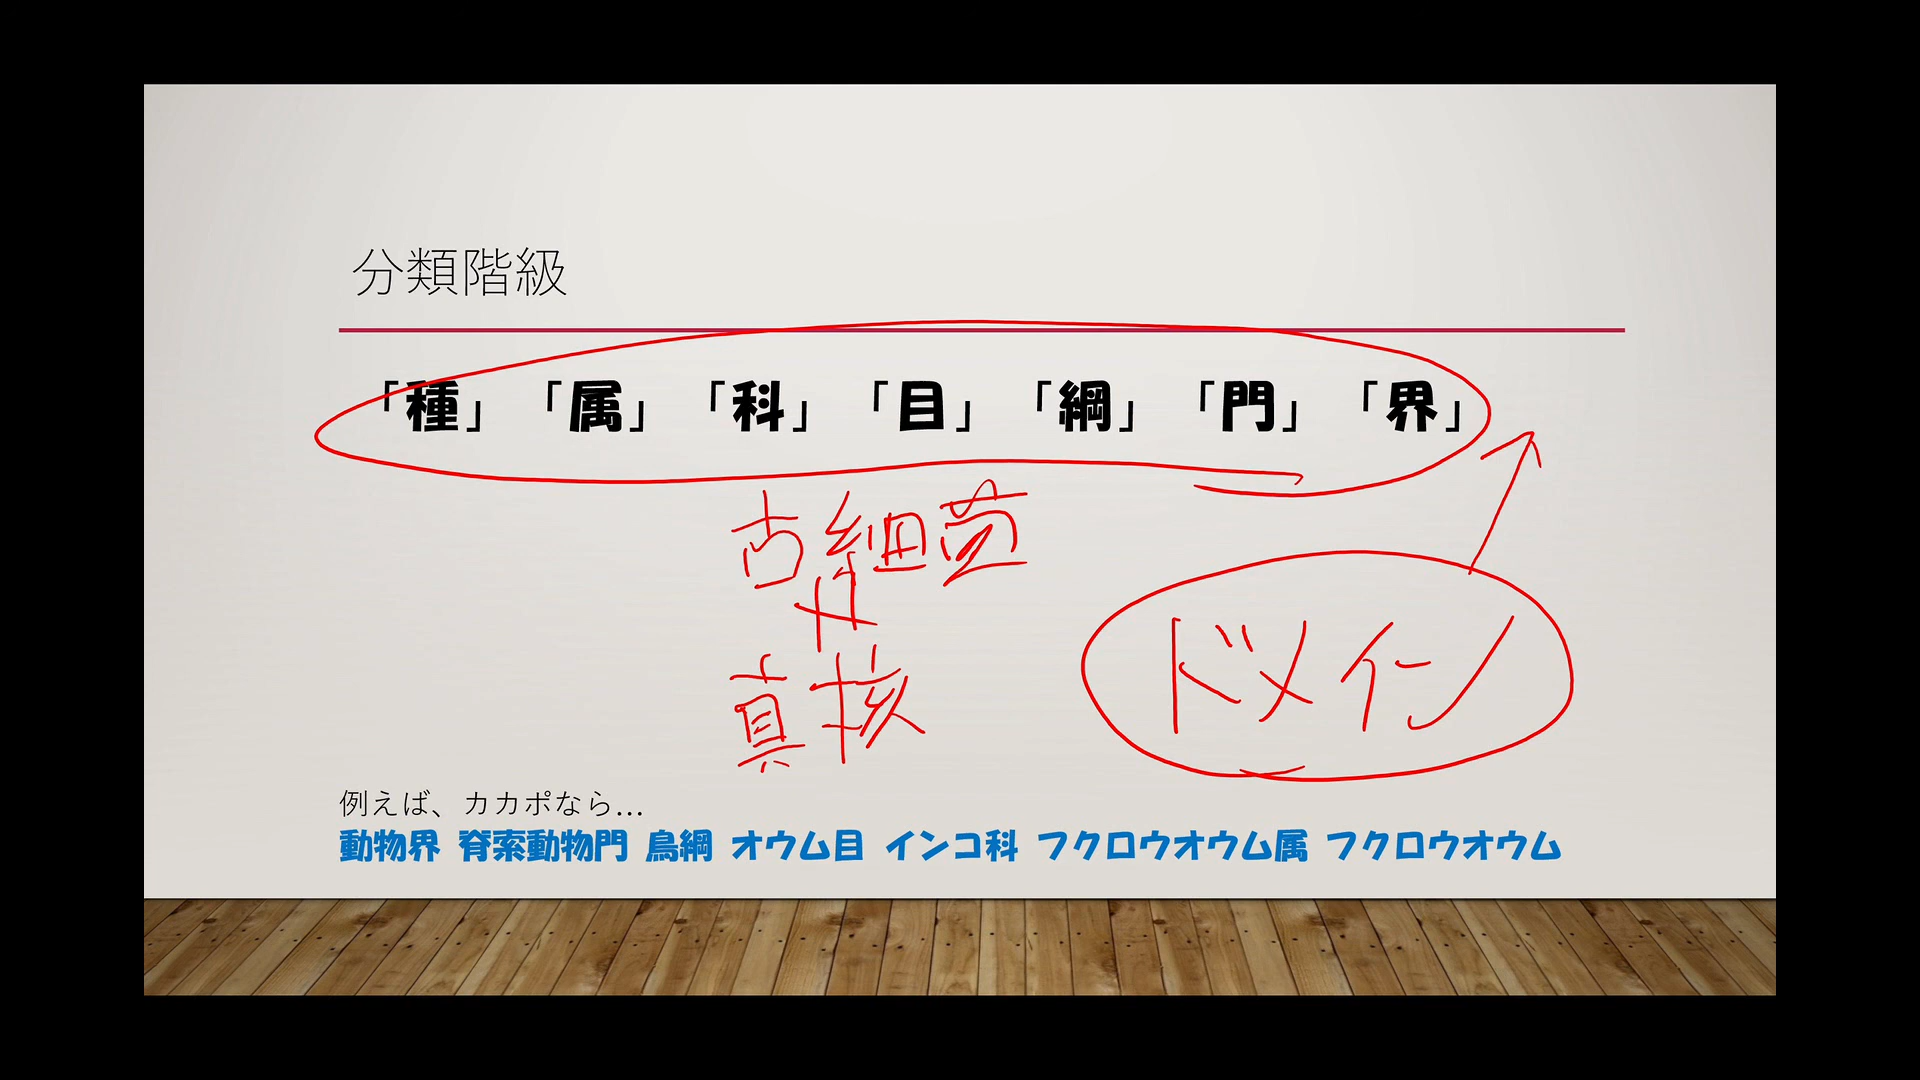 分類階級
「種」「属」「科」「目」「綱」「門」「界」
古細菌
真核
ドメイン
例えば、カカポなら…
動物界 脊索動物門 鳥綱 オウム目 インコ科 フクロウオウム属 フクロウオウム